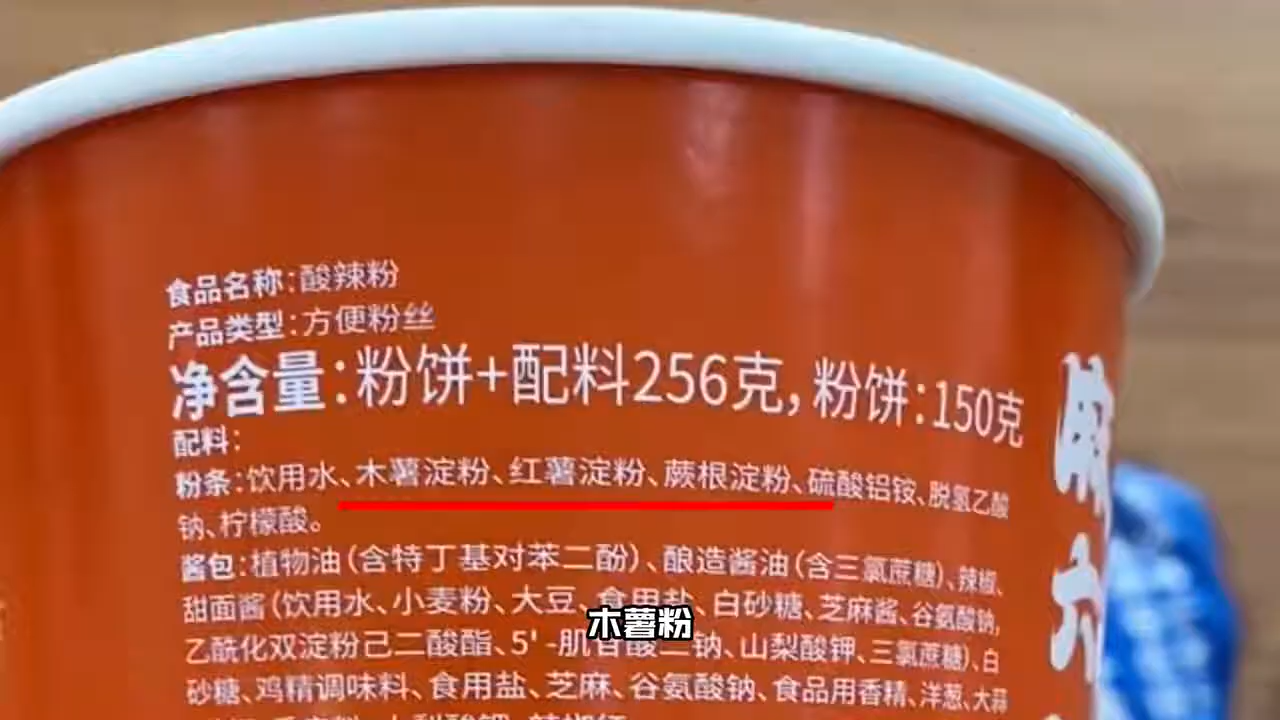 食品名称：酸辣粉
产品类型：方便粉丝
净含量：粉饼+配料256克，粉饼：150克
配料：
粉条：饮用水、木薯淀粉、红薯淀粉、蕨根淀粉、硫酸铝铵、脱氢乙酸
钠、柠檬酸。
酱包：植物油（含特丁基对苯二酚）、酿造酱油（含三氯蔗糖）、辣椒、
甜面酱（饮用水、小麦粉、大豆、食用盐、白砂糖、芝麻酱、谷氨酸钠、
乙酰化双淀粉己二酸酯、5'-肌苷酸二钠、山梨酸钾、三氯蔗糖）、白
砂糖、鸡精调味料、食用盐、芝麻、谷氨酸钠、食品用香精、洋葱、大蒜
木薯粉
六